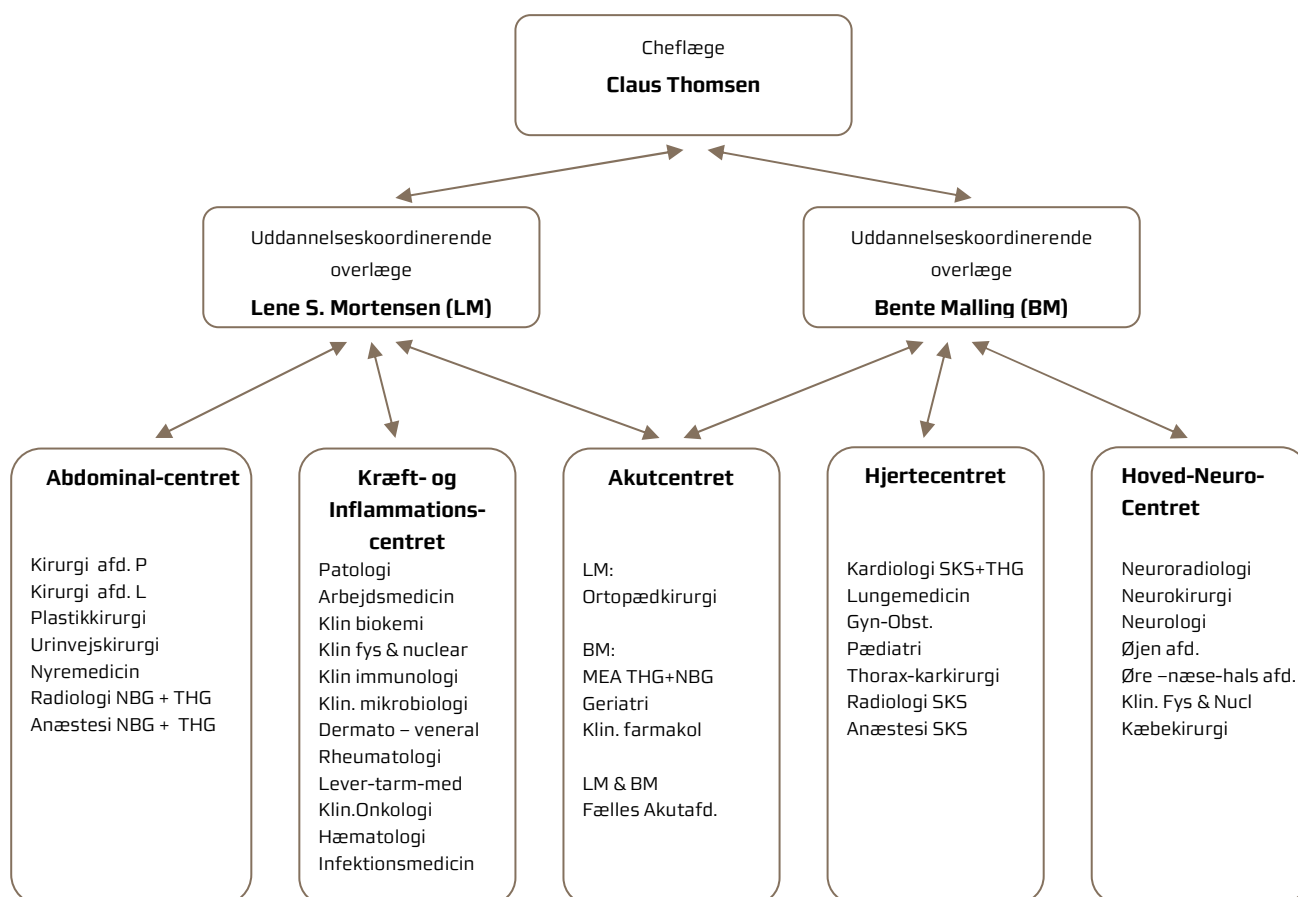 Cheflæge
Claus Thomsen
Uddannelseskoordinerende
overlæge
Lene S. Mortensen (LM)
Uddannelseskoordinerende
overlæge
Bente Malling (BM)
Abdominal-centret
Kirurgi afd. P
Kirurgi afd. L
Plastikkirurgi
Urinvejskirurgi
Nyremedicin
Radiologi NBG + THG
Anæstesi NBG + THG
Kræft- og
Inflammations-
centret
Patologi
Arbejdsmedicin
Klin biokemi
Klin fys & nuclear
Klin immunologi
Klin. mikrobiologi
Dermato – veneral
Rheumatologi
Lever-tarm-med
Klin.Onkologi
Hæmatologi
Infektionsmedicin
Akutcentret
LM:
Ortopædkirurgi
BM:
MEA THG+NBG
Geriatri
Klin. farmakol
LM & BM
Fælles Akutafd.
Hjertecentret
Kardiologi SKS+THG
Lungemedicin
Gyn-Obst.
Pædiatri
Thorax-karkirurgi
Radiologi SKS
Anæstesi SKS
Hoved-Neuro-
Centret
Neuroradiologi
Neurokirurgi
Neurologi
Øjen afd.
Øre –næse-hals afd.
Klin. Fys & Nucl
Kæbekirurgi